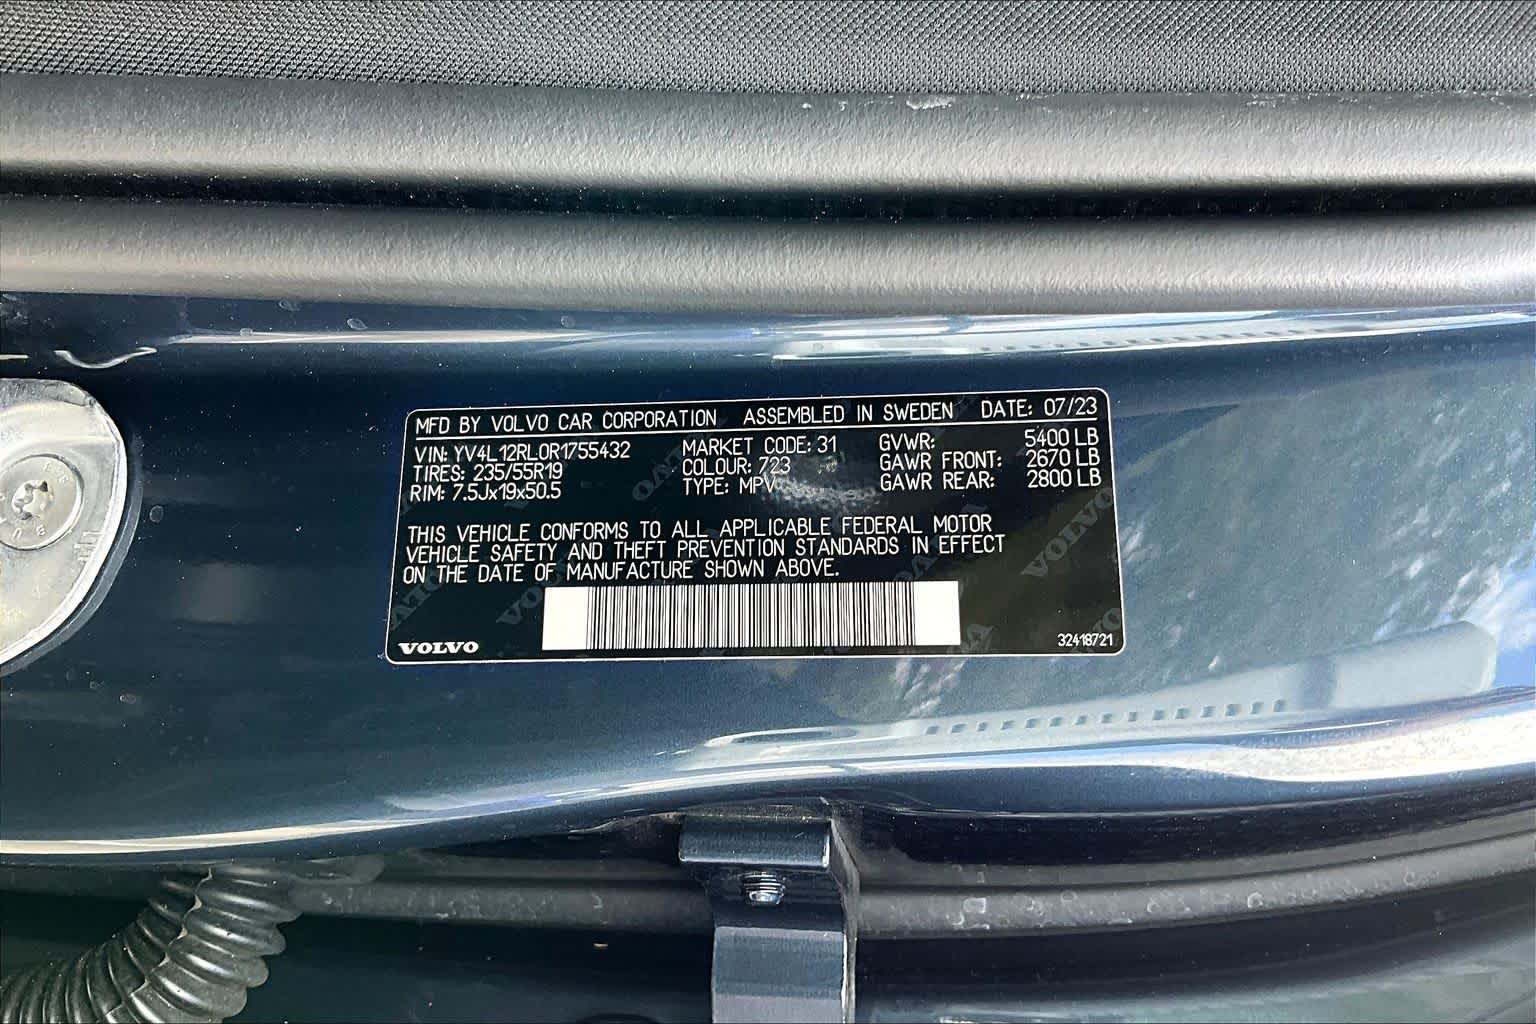 MFD BY VOLVO CAR CORPORATION ASSEMBLED IN SWEDEN DATE: 07/23
VIN: YV4L12RL0R1755432 MARKET CODE: 31 GVWR: 5400 LB
TIRES: 235/55R19 COLOUR: 723 GAWR FRONT: 2670 LB
RIM: 7.5Jx19x50.5 TYPE: MPV GAWR REAR: 2800 LB
THIS VEHICLE CONFORMS TO ALL APPLICABLE FEDERAL MOTOR
VEHICLE SAFETY AND THEFT PREVENTION STANDARDS IN EFFECT
ON THE DATE OF MANUFACTURE SHOWN ABOVE.
VOLVO 32418721